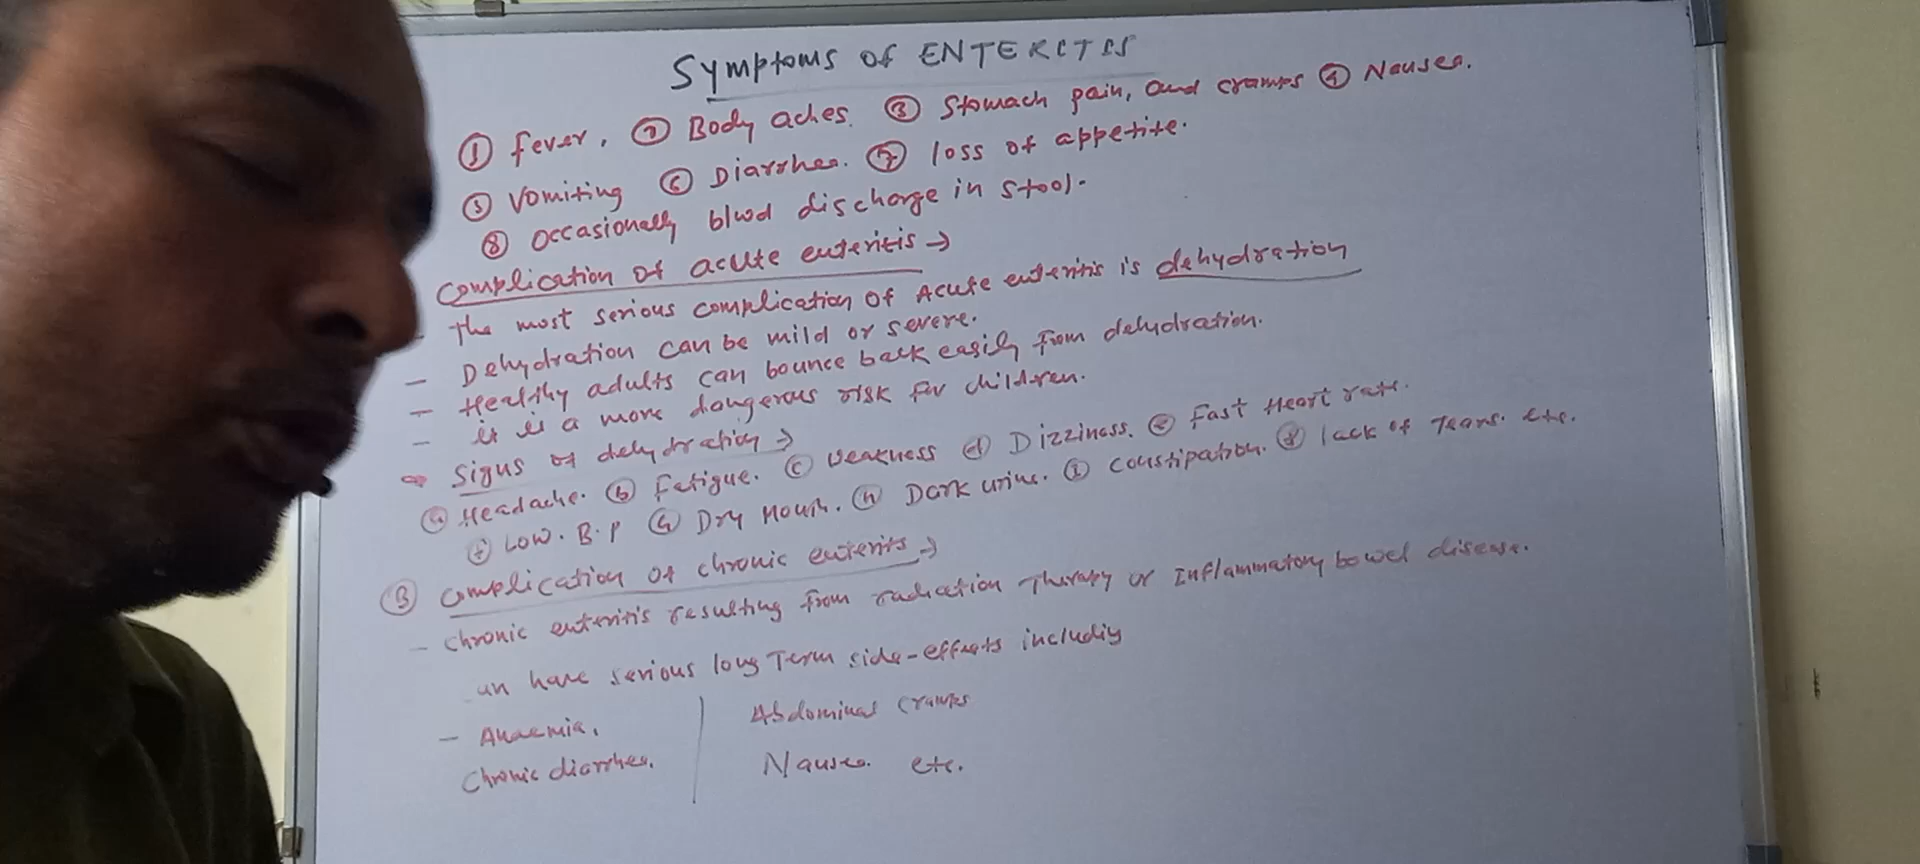 Symptoms of ENTERITIS
① fever, ② Body aches. ③ Stomach pain, and cramps ④ Nausea.
⑤ Vomiting ⑥ Diarrhea. ⑦ loss of appetite.
⑧ Occasionally blood discharge in stool.
Complication of acute enteritis →
- The most serious complication of Acute enteritis is dehydration
- Dehydration can be mild or severe.
- Healthy adults can bounce back easily from dehydration.
- it is a more dangerous risk for children.
Signs of dehydration →
ⓐ Headache. ⓑ Fatigue. ⓒ weakness ⓓ Dizziness. ⓔ Fast Heart rate.
ⓕ Low. B.P ⓖ Dry Mouth. ⓗ Dark urine. ⓘ Constipation. ⓙ lack of Tears. etc.
Ⓑ Complication of chronic enteritis →
- Chronic enteritis resulting from radiation Therapy or Inflammatory bowel disease.
can have serious long Term side-effects including
- Anaemia. | Abdominal cramps
Chronic diarrhea. | Nausea. etc.